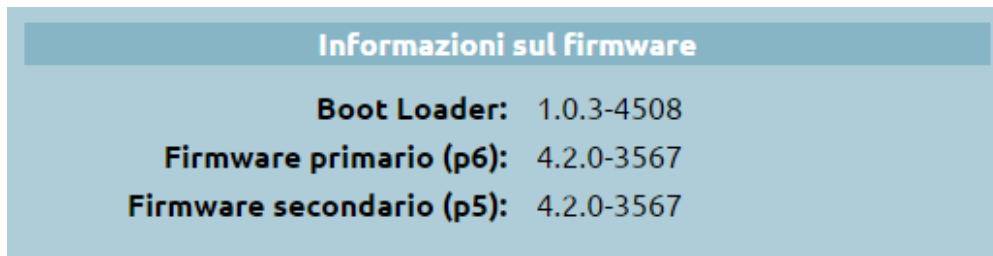 Informazioni sul firmware
Boot Loader: 1.0.3-4508
Firmware primario (p6): 4.2.0-3567
Firmware secondario (p5): 4.2.0-3567